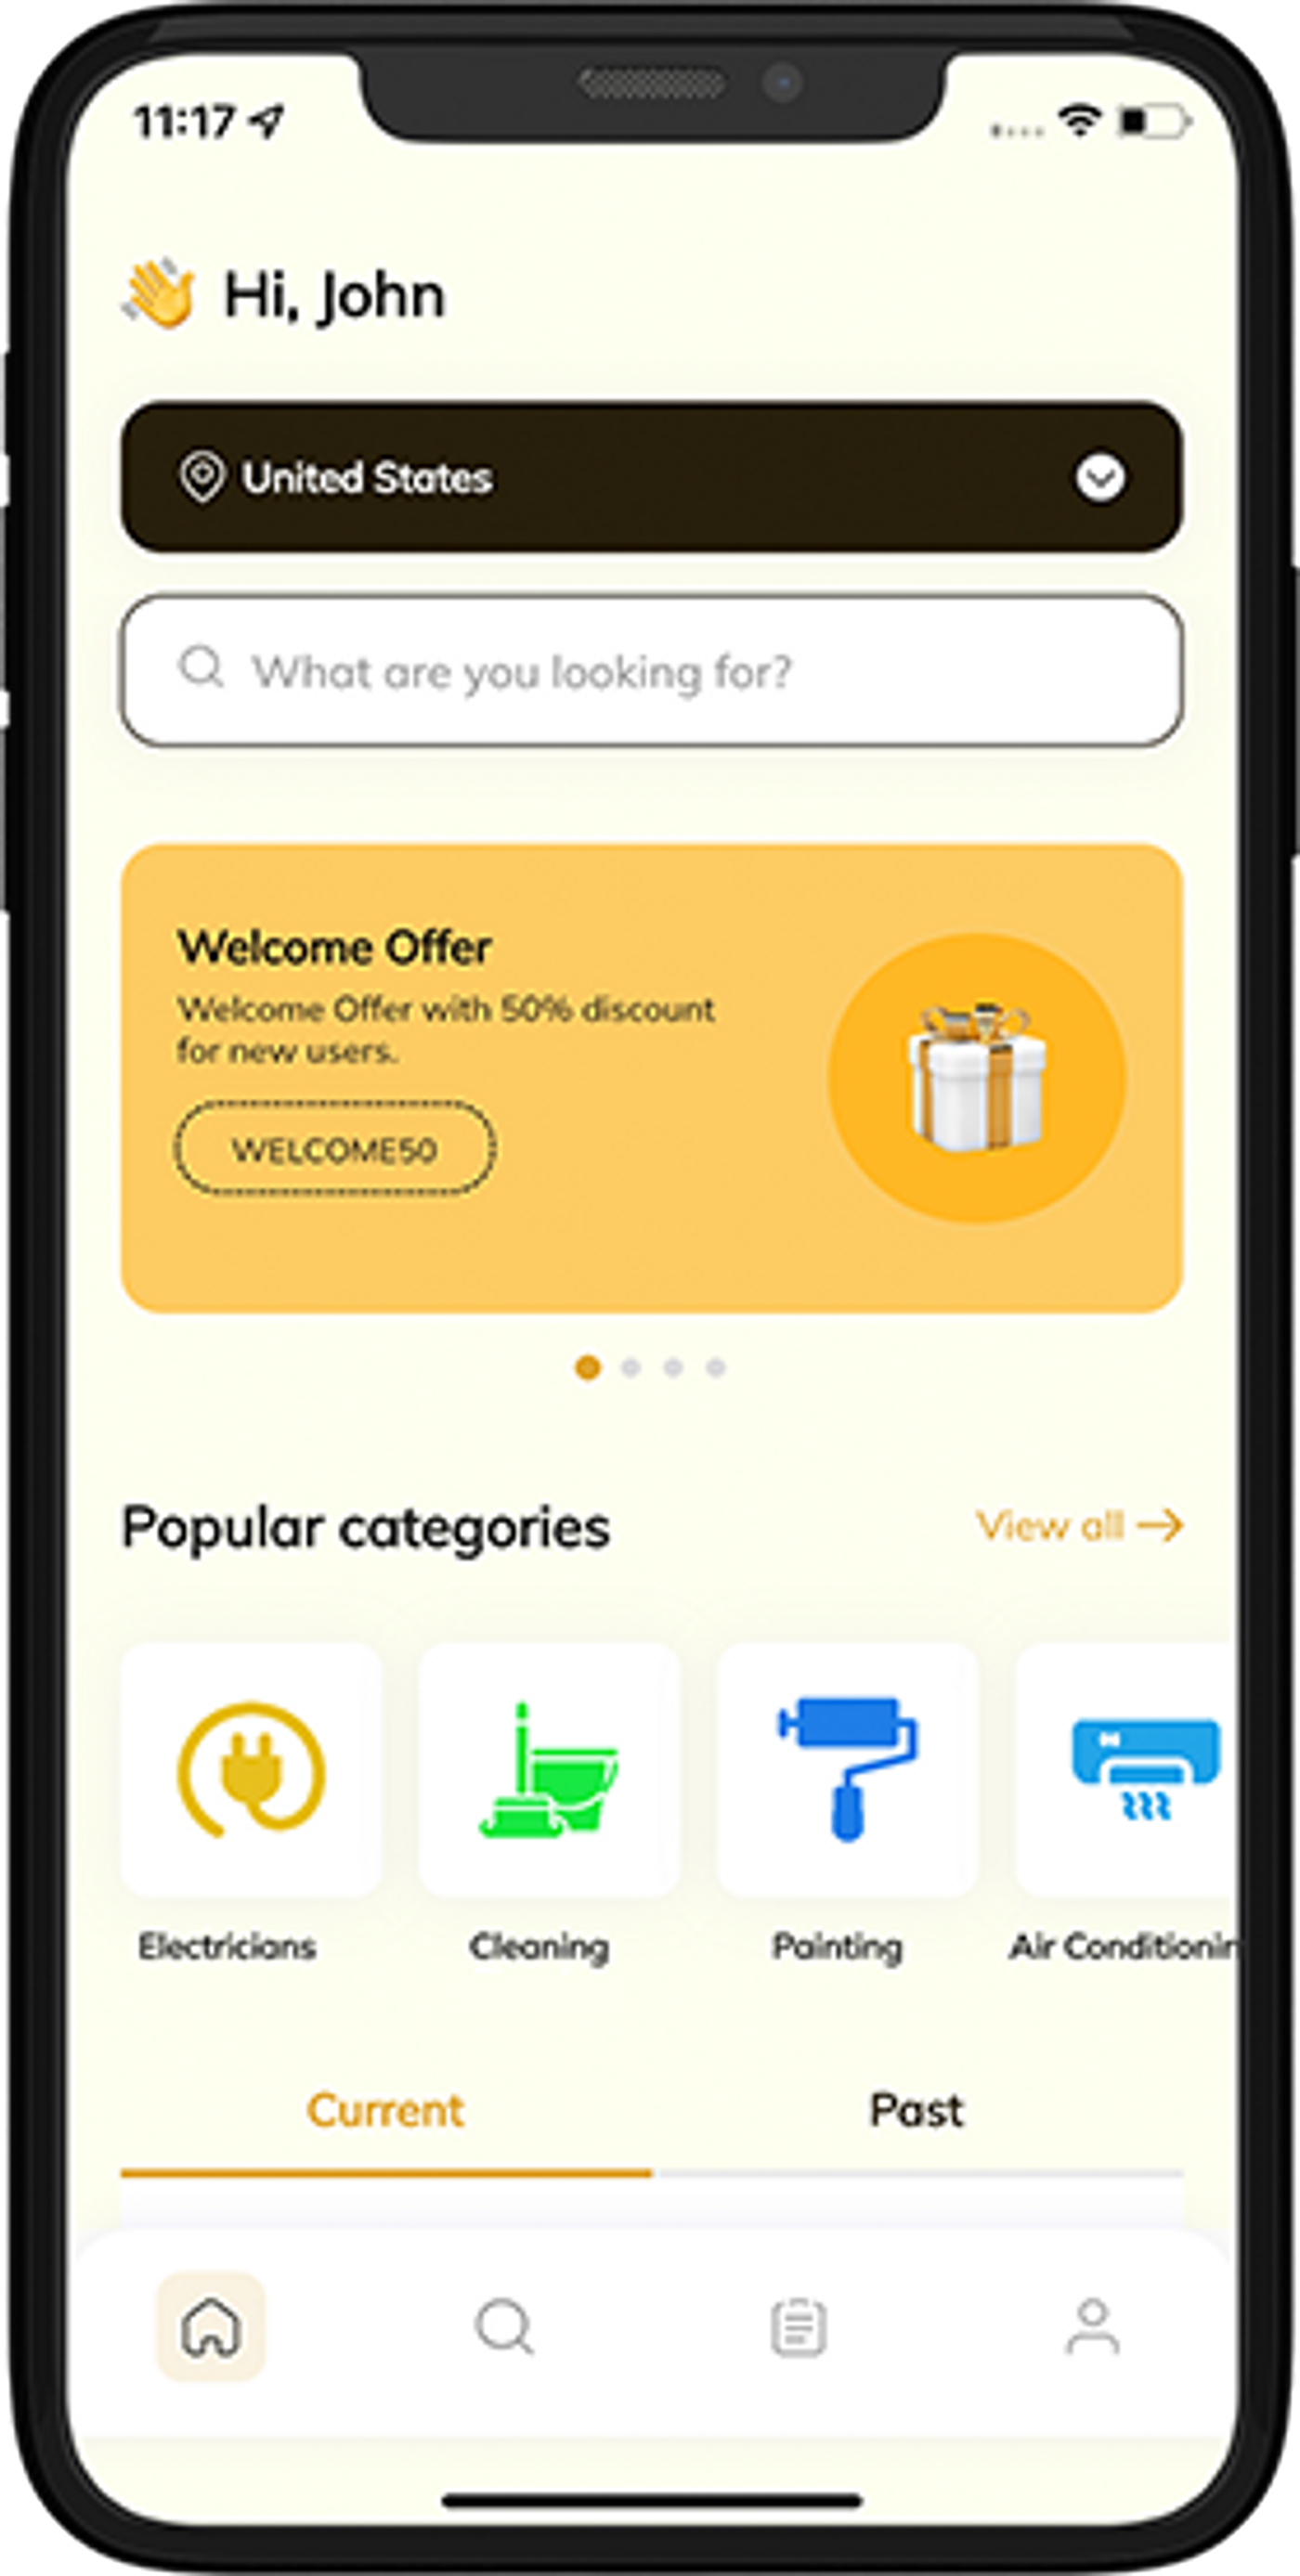 11:17
Hi, John
United States
What are you looking for?
Welcome Offer
Welcome Offer with 50% discount
for new users.
WELCOME50
Popular categories
View all
Electricians
Cleaning
Painting
Air Conditionin
Current
Past